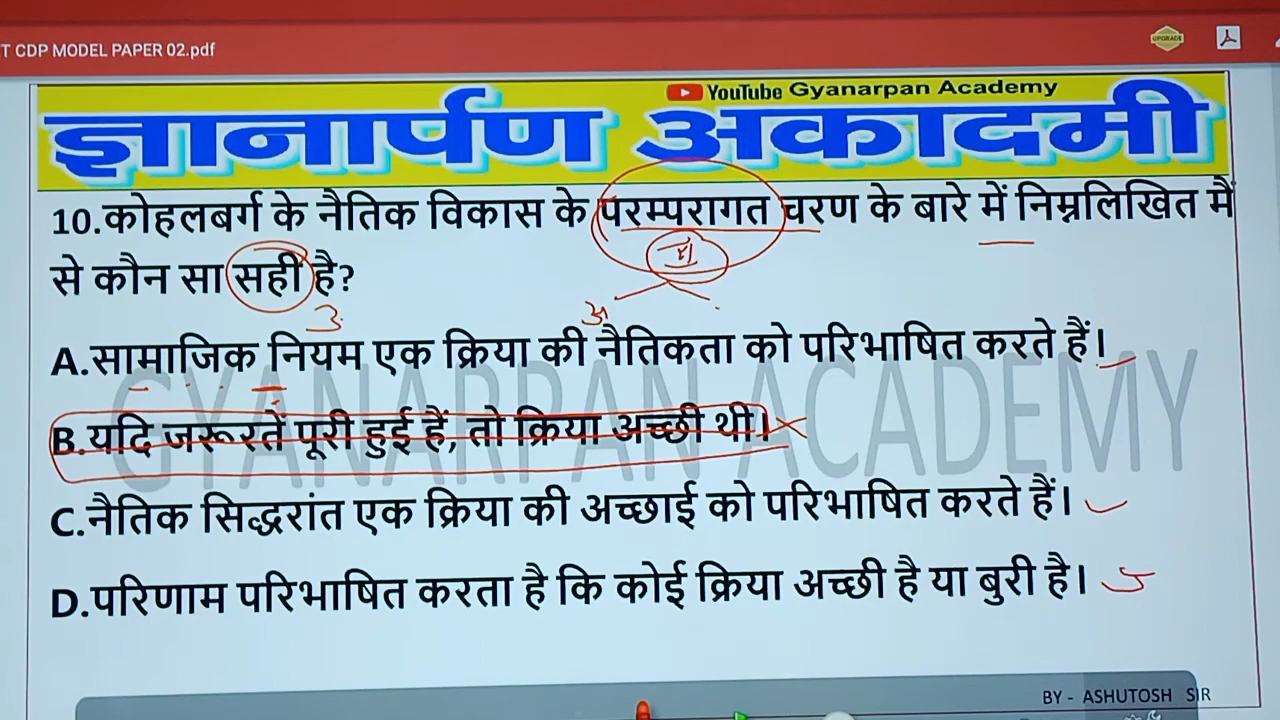 T CDP MODEL PAPER 02.pdf
UPGRADE
YouTube Gyanarpan Academy
ज्ञानार्पण अकादमी
10.कोहलबर्ग के नैतिक विकास के परम्परागत चरण के बारे में निम्नलिखित मैं
से कौन सा सही है?
A.सामाजिक नियम एक क्रिया की नैतिकता को परिभाषित करते हैं।
B.यदि जरूरतें पूरी हुई हैं, तो क्रिया अच्छी थी।
C.नैतिक सिद्धरांत एक क्रिया की अच्छाई को परिभाषित करते हैं।
D.परिणाम परिभाषित करता है कि कोई क्रिया अच्छी है या बुरी है।
GYANARPAN ACADEMY
BY - ASHUTOSH SIR